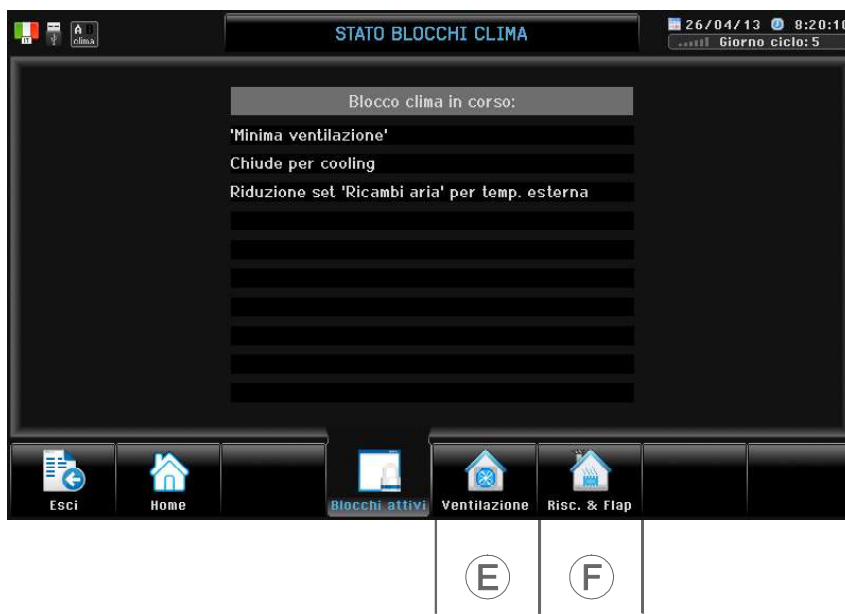 IT
A B
clima
STATO BLOCCHI CLIMA
26/04/13 8:20:10
Giorno ciclo: 5
Blocco clima in corso:
'Minima ventilazione'
Chiude per cooling
Riduzione set 'Ricambi aria' per temp. esterna
Esci
Home
Blocchi attivi
Ventilazione
Risc. & Flap
E
F